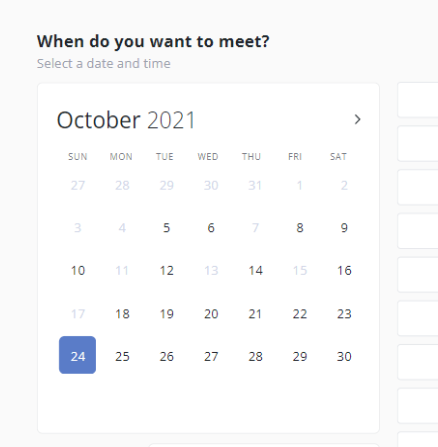 When do you want to meet?
Select a date and time
October 2021 >
SUN MON TUE WED THU FRI SAT
27 28 29 30 31 1 2
3 4 5 6 7 8 9
10 11 12 13 14 15 16
17 18 19 20 21 22 23
24 25 26 27 28 29 30